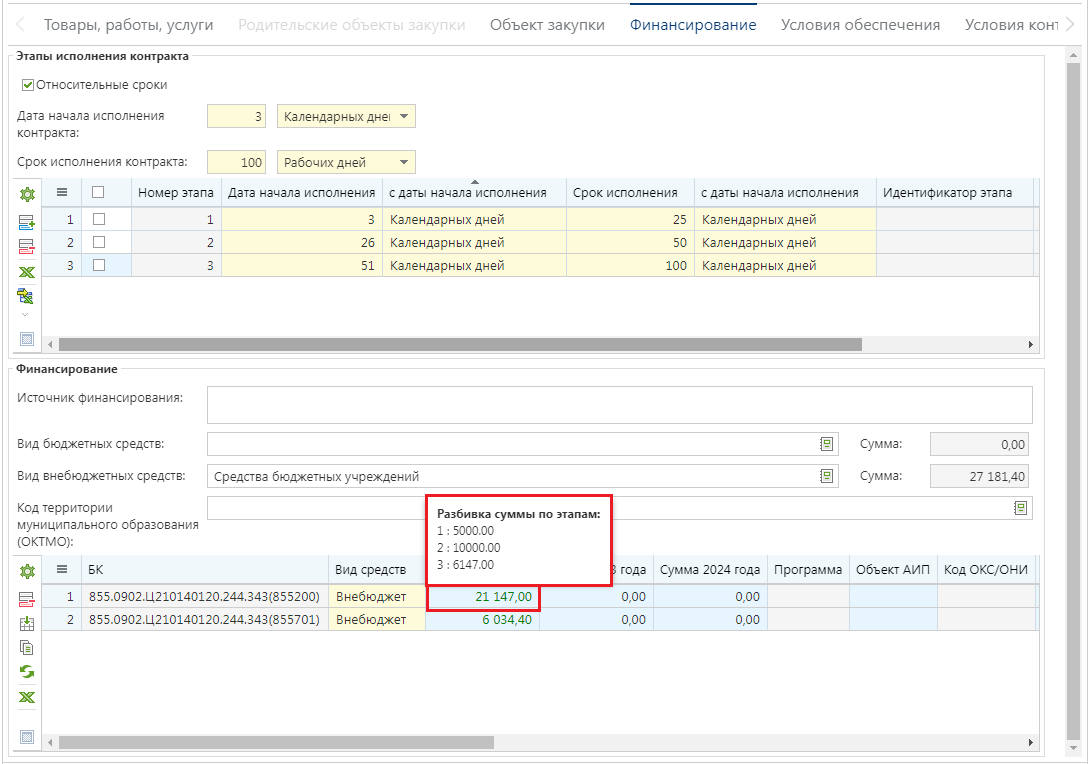 Товары, работы, услуги Родительские объекты закупки Объект закупки Финансирование Условия обеспечения Условия конт
Этапы исполнения контракта
Относительные сроки
Дата начала исполнения
контракта:
3 Календарных дней
Срок исполнения контракта: 100 Рабочих дней
Номер этапа Дата начала исполнения с даты начала исполнения Срок исполнения с даты начала исполнения Идентификатор этапа
1 1 3 Календарных дней 25 Календарных дней
2 2 26 Календарных дней 50 Календарных дней
3 3 51 Календарных дней 100 Календарных дней
Финансирование
Источник финансирования:
Вид бюджетных средств: Сумма: 0,00
Вид внебюджетных средств: Средства бюджетных учреждений Сумма: 27 181,40
Код территории
муниципального образования
(ОКТМО):
Разбивка суммы по этапам:
1 : 5000.00
2 : 10000.00
3 : 6147.00
БК Вид средств 3 года Сумма 2024 года Программа Объект АИП Код ОКС/ОНИ
1 855.0902.Ц210140120.244.343(855200) Внебюджет 21 147,00 0,00 0,00
2 855.0902.Ц210140120.244.343(855701) Внебюджет 6 034,40 0,00 0,00